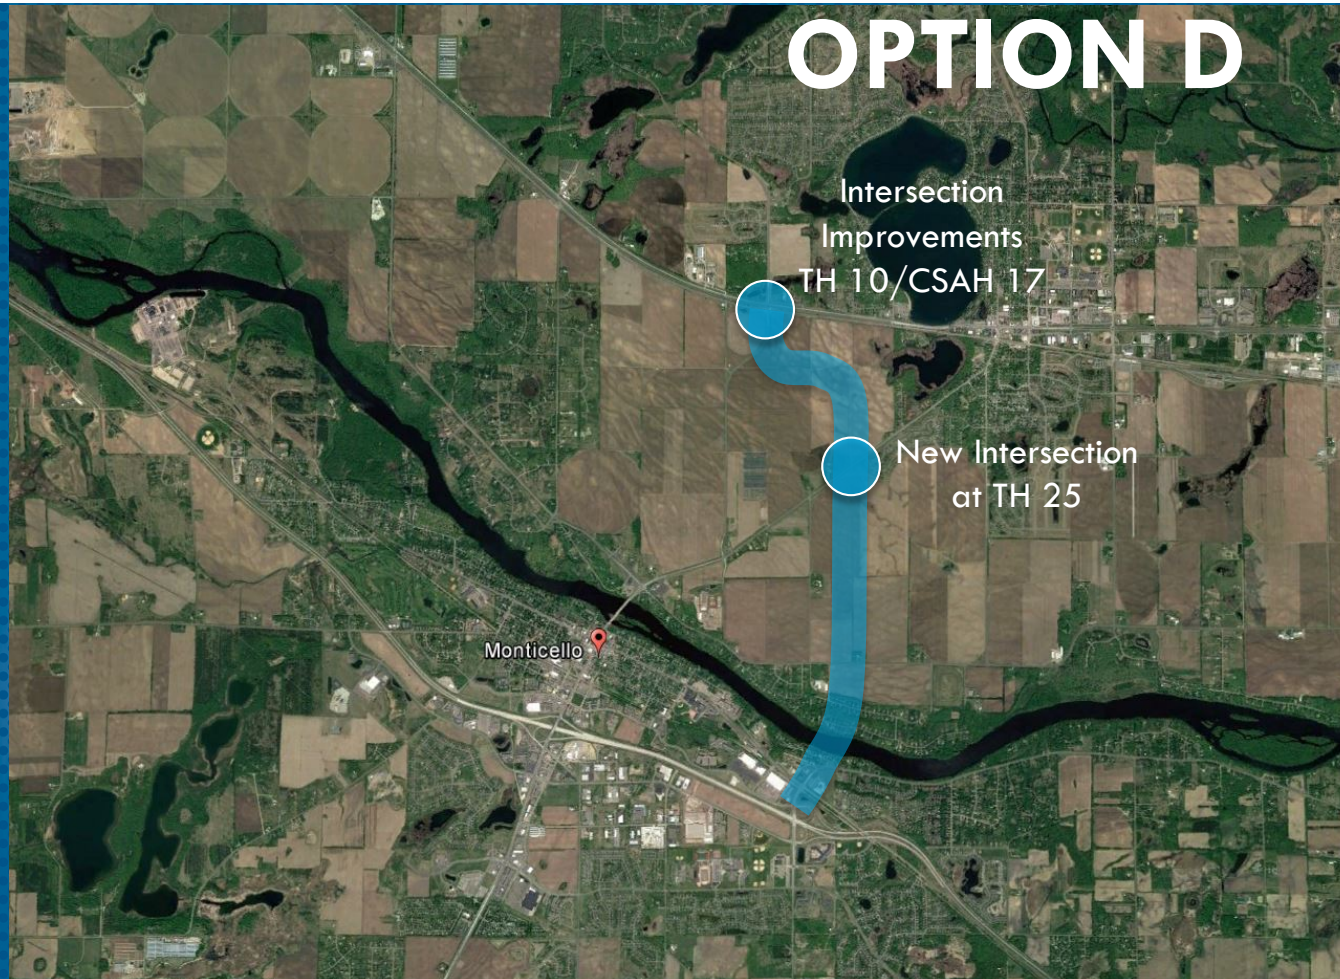 OPTION D
Intersection
Improvements
TH 10/CSAH 17
New Intersection
at TH 25
Monticello